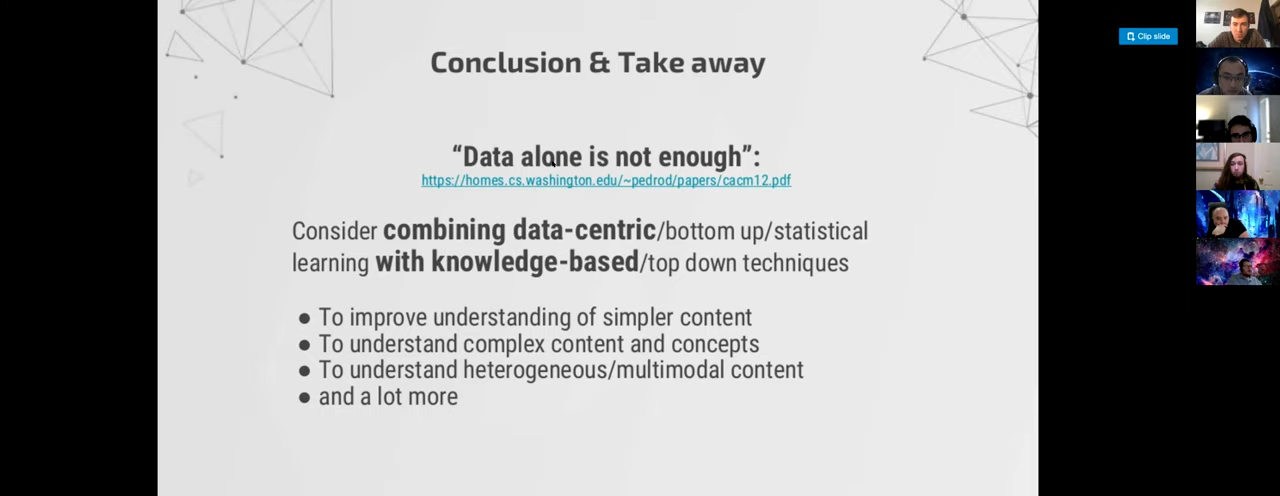 Conclusion & Take away
Clip slide
“Data alone is not enough”:
https://homes.cs.washington.edu/~pedrod/papers/cacm12.pdf
Consider combining data-centric/bottom up/statistical
learning with knowledge-based/top down techniques
● To improve understanding of simpler content
● To understand complex content and concepts
● To understand heterogeneous/multimodal content
● and a lot more